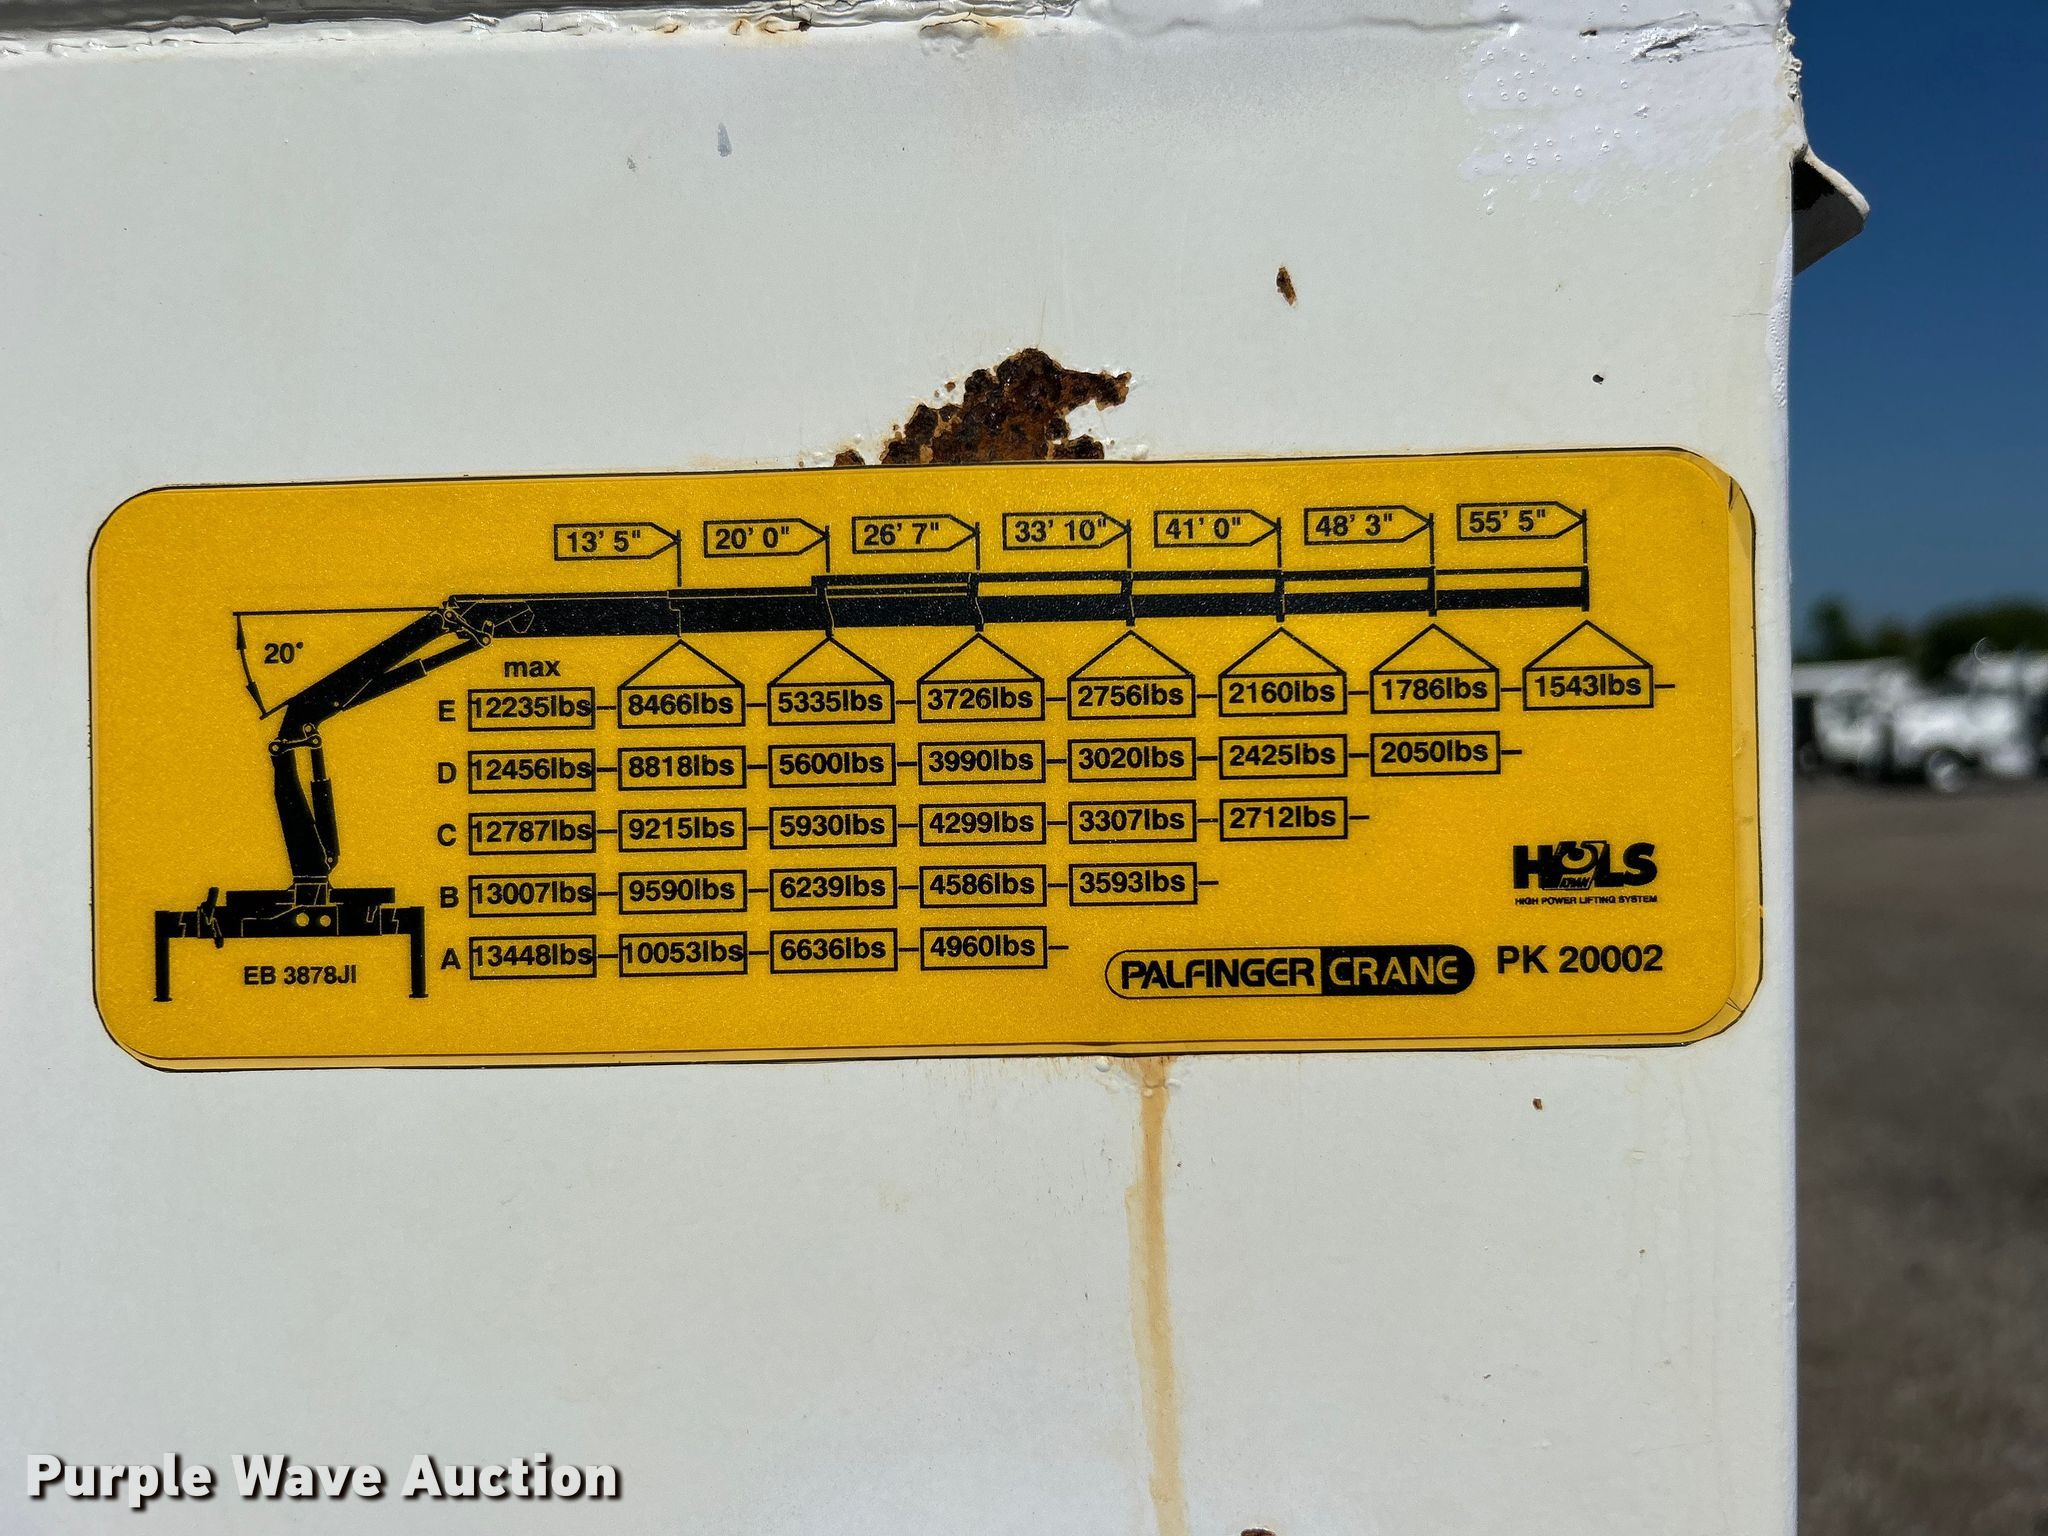 13' 5" 20' 0" 26' 7" 33' 10" 41' 0" 48' 3" 55' 5"
20°
max
E 12235lbs 8466lbs 5335lbs 3726lbs 2756lbs 2160lbs 1786lbs 1543lbs
D 12456lbs 8818lbs 5600lbs 3990lbs 3020lbs 2425lbs 2050lbs
C 12787lbs 9215lbs 5930lbs 4299lbs 3307lbs 2712lbs
B 13007lbs 9590lbs 6239lbs 4586lbs 3593lbs
A 13448lbs 10053lbs 6636lbs 4960lbs
EB 3878JI
HPLS
HIGH POWER LIFTING SYSTEM
PALFINGER CRANE PK 20002
Purple Wave Auction